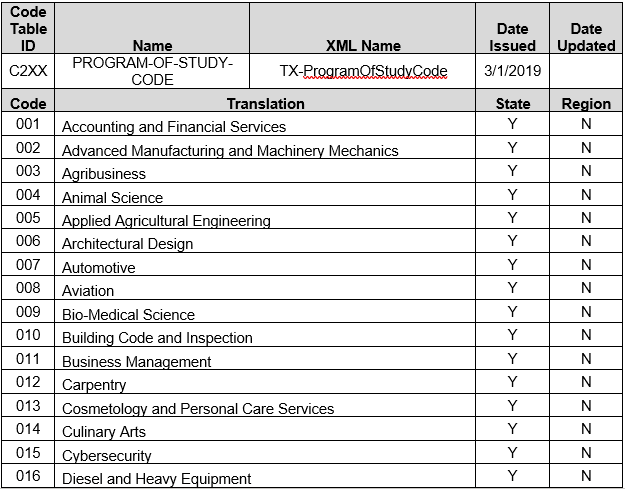 Code Table ID Name XML Name Date Issued Date Updated
C2XX PROGRAM-OF-STUDY-CODE TX-ProgramOfStudyCode 3/1/2019
Code Translation State Region
001 Accounting and Financial Services Y N
002 Advanced Manufacturing and Machinery Mechanics Y N
003 Agribusiness Y N
004 Animal Science Y N
005 Applied Agricultural Engineering Y N
006 Architectural Design Y N
007 Automotive Y N
008 Aviation Y N
009 Bio-Medical Science Y N
010 Building Code and Inspection Y N
011 Business Management Y N
012 Carpentry Y N
013 Cosmetology and Personal Care Services Y N
014 Culinary Arts Y N
015 Cybersecurity Y N
016 Diesel and Heavy Equipment Y N